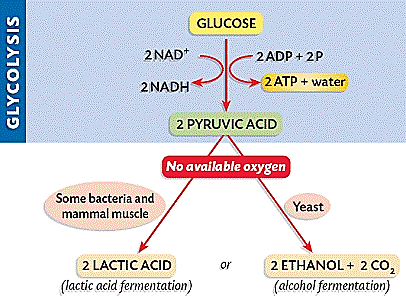 GLYCOLYSIS
GLUCOSE
2 NAD⁺
2 ADP + 2 P
2 NADH
2 ATP + water
2 PYRUVIC ACID
No available oxygen
Some bacteria and
mammal muscle
Yeast
2 LACTIC ACID
or
2 ETHANOL + 2 CO₂
(lactic acid fermentation)
(alcohol fermentation)